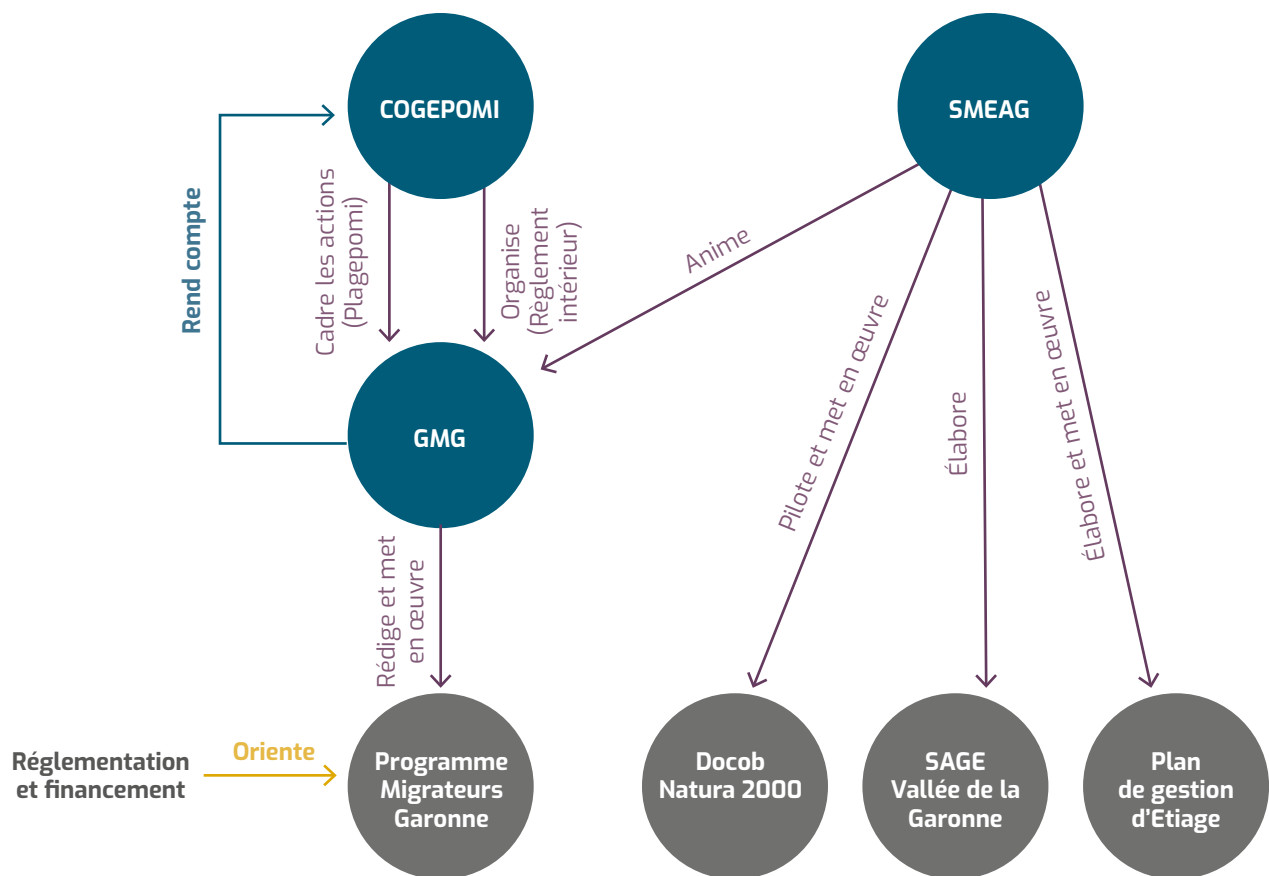 COGEPOMI
SMEAG
Rend compte
Cadre les actions
(Plagepomi)
Organise
(Règlement
intérieur)
Anime
GMG
Pilote et met en œuvre
Élabore
Élabore et met en œuvre
Rédige et met
en œuvre
Réglementation
et financement
Oriente
Programme
Migrateurs
Garonne
Docob
Natura 2000
SAGE
Vallée de la
Garonne
Plan
de gestion
d'Etiage